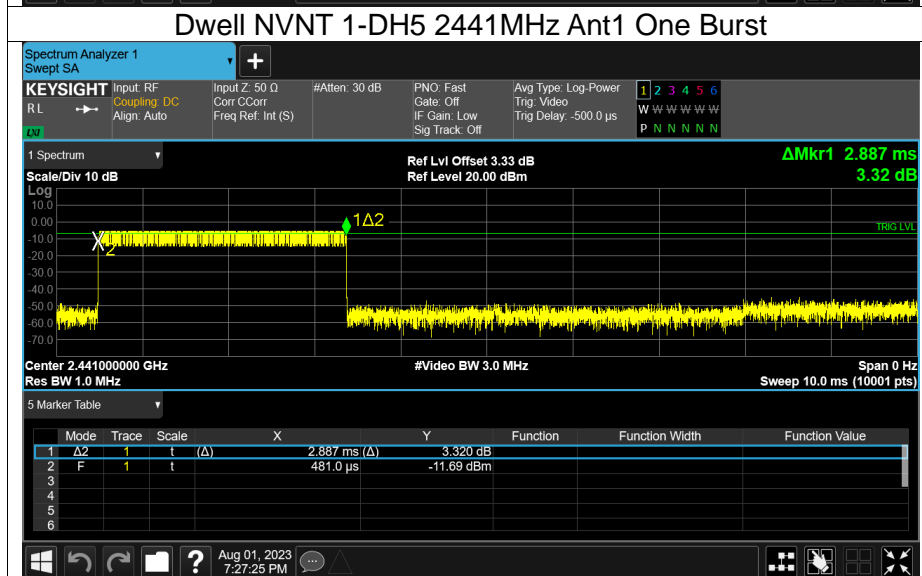 Dwell NVNT 1-DH5 2441MHz Ant1 One Burst
Spectrum Analyzer 1
Swept SA
+
KEYSIGHT Input: RF Input Z: 50 Ω #Atten: 30 dB PNO: Fast Avg Type: Log-Power 1 2 3 4 5 6
R L Coupling: DC Corr CCorr Gate: Off Trig: Video W W W W W W
Align: Auto Freq Ref: Int (S) IF Gain: Low Trig Delay: -500.0 µs
LXI Sig Track: Off P N N N N N
1 Spectrum Ref Lvl Offset 3.33 dB ΔMkr1 2.887 ms
Scale/Div 10 dB Ref Level 20.00 dBm 3.32 dB
Log
10.0
0.00 1Δ2 TRIG LVL
-10.0 2
-20.0
-30.0
-40.0
-50.0
-60.0
-70.0
Center 2.441000000 GHz #Video BW 3.0 MHz Span 0 Hz
Res BW 1.0 MHz Sweep 10.0 ms (10001 pts)
5 Marker Table
Mode Trace Scale X Y Function Function Width Function Value
1 Δ2 1 t (Δ) 2.887 ms (Δ) 3.320 dB
2 F 1 t 481.0 µs -11.69 dBm
3
4
5
6
? Aug 01, 2023
7:27:25 PM